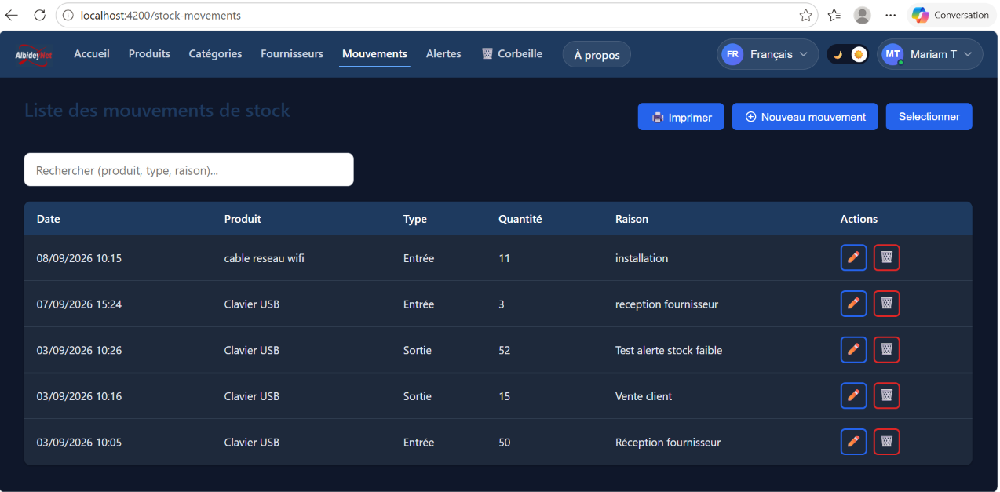 localhost:4200/stock-movements
Conversation
AlbideyNet
Accueil
Produits
Catégories
Fournisseurs
Mouvements
Alertes
Corbeille
À propos
FR
Français
MT
Mariam T
Liste des mouvements de stock
Imprimer
Nouveau mouvement
Selectionner
Rechercher (produit, type, raison)...
Date Produit Type Quantité Raison Actions
08/09/2026 10:15 cable reseau wifi Entrée 11 installation
07/09/2026 15:24 Clavier USB Entrée 3 reception fournisseur
03/09/2026 10:26 Clavier USB Sortie 52 Test alerte stock faible
03/09/2026 10:16 Clavier USB Sortie 15 Vente client
03/09/2026 10:05 Clavier USB Entrée 50 Réception fournisseur